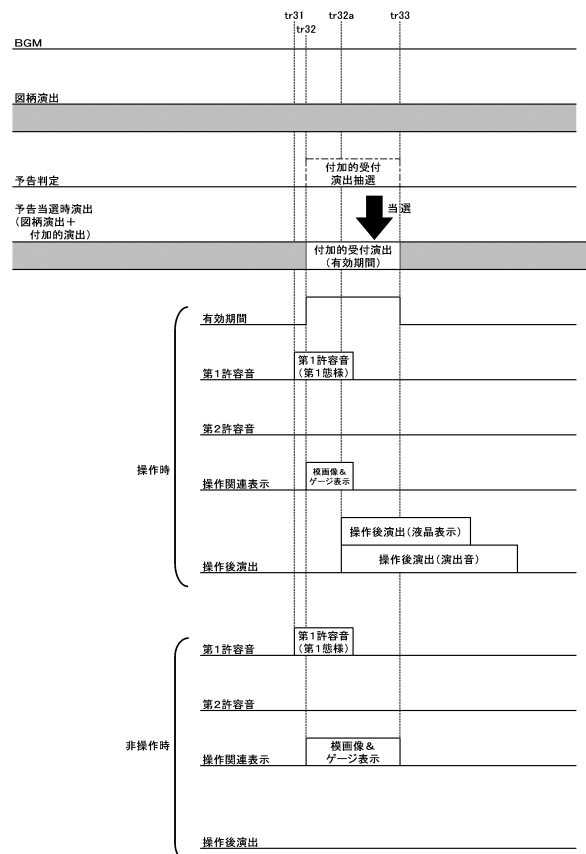 tr31
tr32a
tr33
tr32
BGM
図柄演出
付加的受付
演出抽選
予告判定
予告当選時演出
(図柄演出+
付加的演出)
当選
付加的受付演出
(有効期間)
有効期間
第1許容音
(第1態様)
第1許容音
第2許容音
操作時
模画像&
ゲージ表示
操作関連表示
操作後演出(液晶表示)
操作後演出(演出音)
操作後演出
第1許容音
(第1態様)
第1許容音
第2許容音
非操作時
模画像&
ゲージ表示
操作関連表示
操作後演出